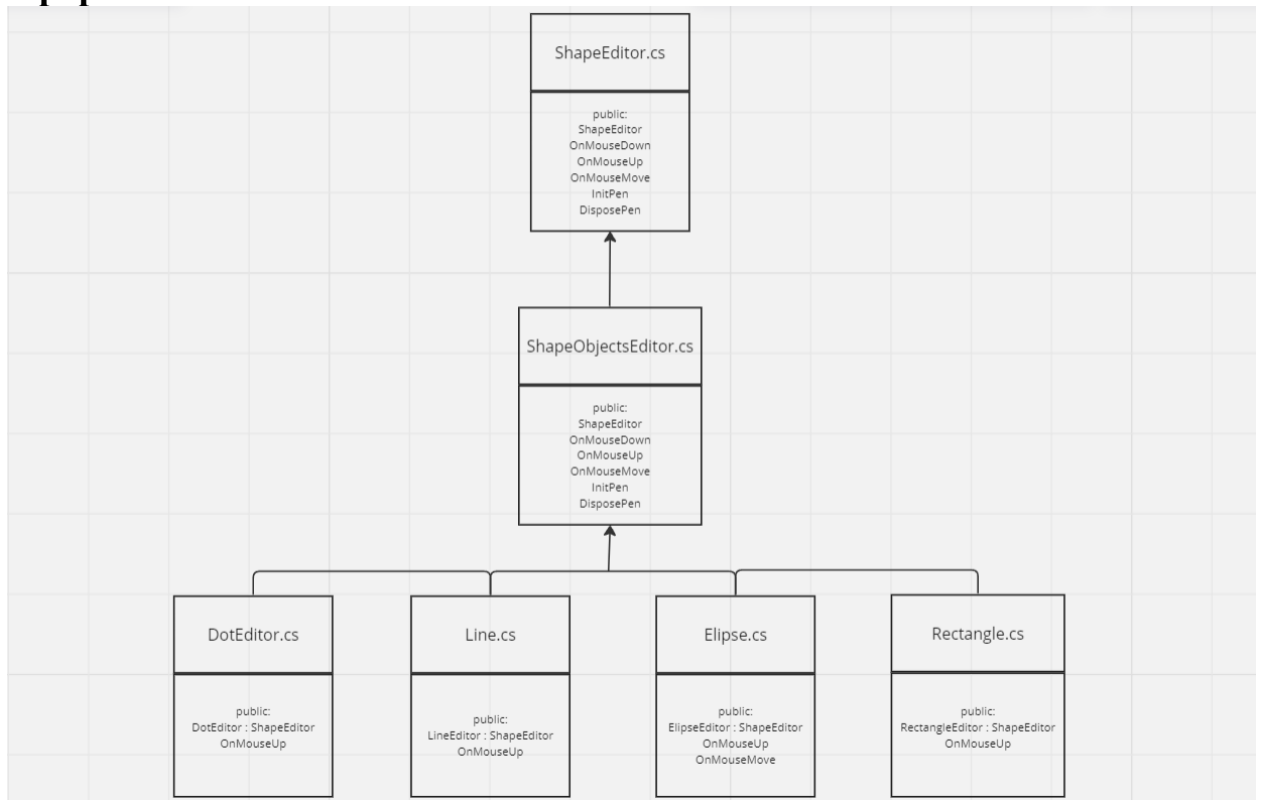 ShapeEditor.cs
public:
ShapeEditor
OnMouseDown
OnMouseUp
OnMouseMove
InitPen
DisposePen
ShapeObjectsEditor.cs
public:
ShapeEditor
OnMouseDown
OnMouseUp
OnMouseMove
InitPen
DisposePen
DotEditor.cs
public:
DotEditor : ShapeEditor
OnMouseUp
Line.cs
public:
LineEditor : ShapeEditor
OnMouseUp
Elipse.cs
public:
ElipseEditor : ShapeEditor
OnMouseUp
OnMouseMove
Rectangle.cs
public:
RectangleEditor : ShapeEditor
OnMouseUp